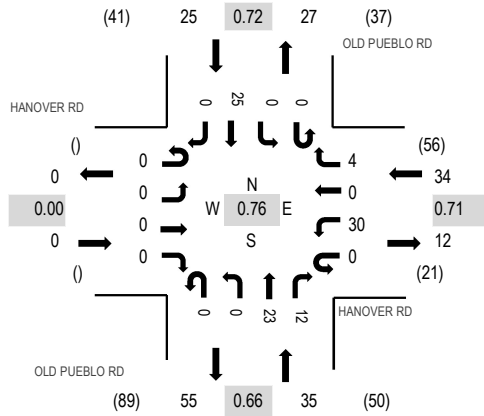 (41) 25 0.72 27 (37)
OLD PUEBLO RD
HANOVER RD
0 25 0 0
() 0 4 (56)
0 N 34
0 0
0.00 W 0.76 E 0.71
0 30
0 S 12
0 0
() (21)
0 0 23 12
HANOVER RD
OLD PUEBLO RD
(89) 55 0.66 35 (50)